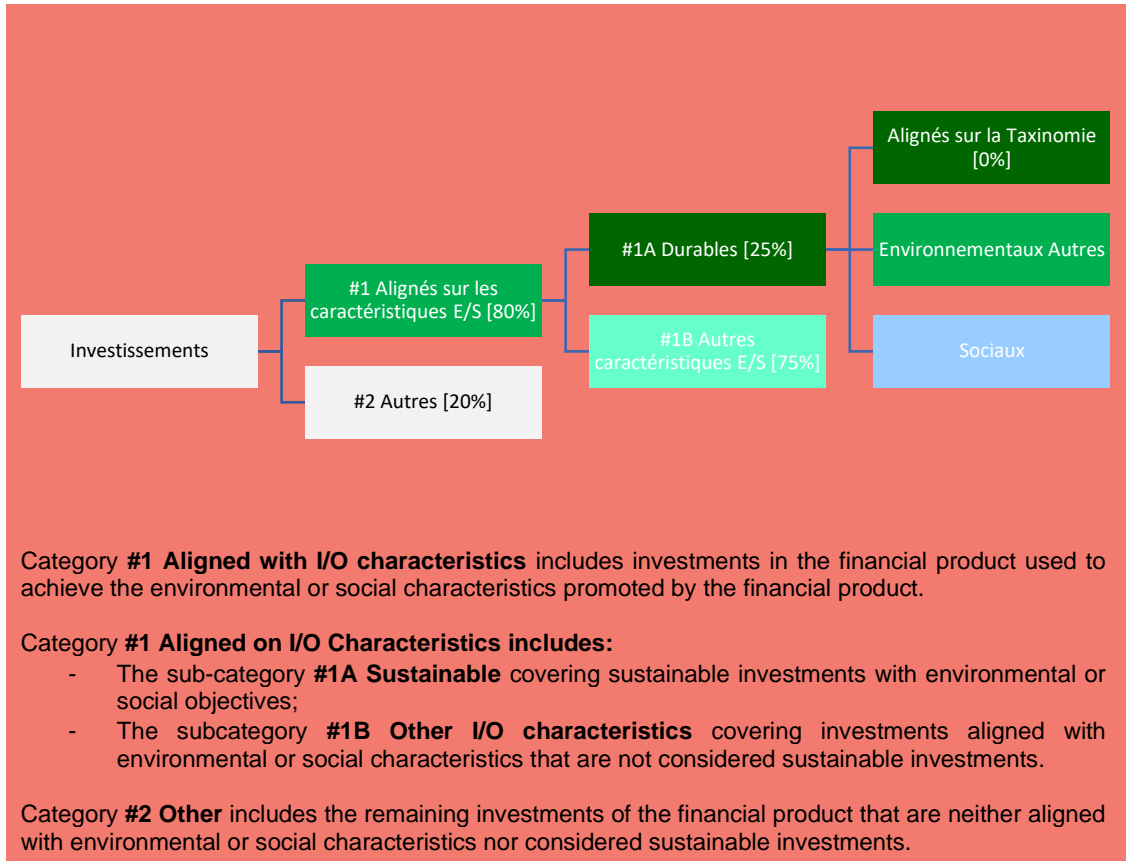 Alignés sur la Taxinomie
[0%]
#1A Durables [25%]
Environnementaux Autres
#1 Alignés sur les
caractéristiques E/S [80%]
Investissements
#1B Autres
caractéristiques E/S [75%]
Sociaux
#2 Autres [20%]
Category #1 Aligned with I/O characteristics includes investments in the financial product used to
achieve the environmental or social characteristics promoted by the financial product.
Category #1 Aligned on I/O Characteristics includes:
- The sub-category #1A Sustainable covering sustainable investments with environmental or
social objectives;
- The subcategory #1B Other I/O characteristics covering investments aligned with
environmental or social characteristics that are not considered sustainable investments.
Category #2 Other includes the remaining investments of the financial product that are neither aligned
with environmental or social characteristics nor considered sustainable investments.